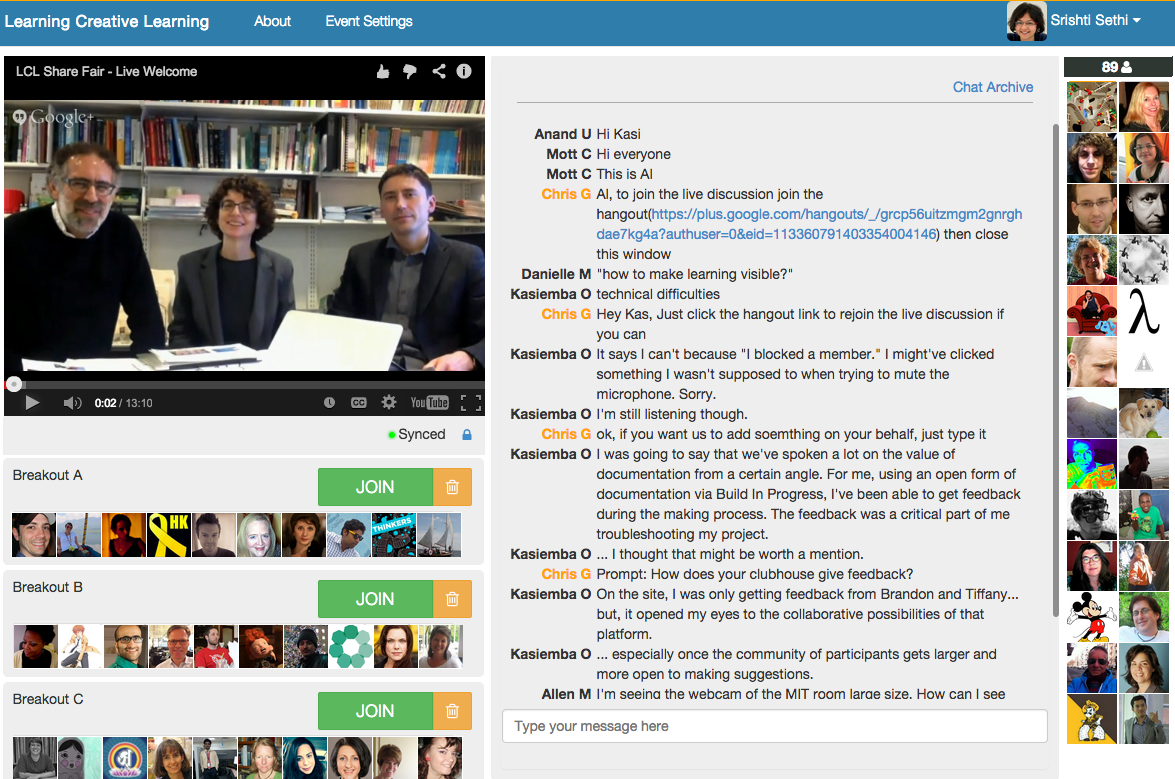 Learning Creative Learning About Event Settings Srishti Sethi
LCL Share Fair - Live Welcome
Google+
0:02 / 13:10 CC YouTube
Synced
Breakout A
JOIN
HK
THINKERS
Breakout B
JOIN
Breakout C
JOIN
Chat Archive
Anand U Hi Kasi
Mott C Hi everyone
Mott C This is Al
Chris G Al, to join the live discussion join the
hangout(https://plus.google.com/hangouts/_/grcp56uitzmgm2gnrgh
dae7kg4a?authuser=0&eid=113360791403354004146) then close
this window
Danielle M "how to make learning visible?"
Kasiemba O technical difficulties
Chris G Hey Kas, Just click the hangout link to rejoin the live discussion if
you can
Kasiemba O It says I can't because "I blocked a member." I might've clicked
something I wasn't supposed to when trying to mute the
microphone. Sorry.
Kasiemba O I'm still listening though.
Chris G ok, if you want us to add soemthing on your behalf, just type it
Kasiemba O I was going to say that we've spoken a lot on the value of
documentation from a certain angle. For me, using an open form of
documentation via Build In Progress, I've been able to get feedback
during the making process. The feedback was a critical part of me
troubleshooting my project.
Kasiemba O ... I thought that might be worth a mention.
Chris G Prompt: How does your clubhouse give feedback?
Kasiemba O On the site, I was only getting feedback from Brandon and Tiffany...
but, it opened my eyes to the collaborative possibilities of that
platform.
Kasiemba O ... especially once the community of participants gets larger and
more open to making suggestions.
Allen M I'm seeing the webcam of the MIT room large size. How can I see
Type your message here
89
λ